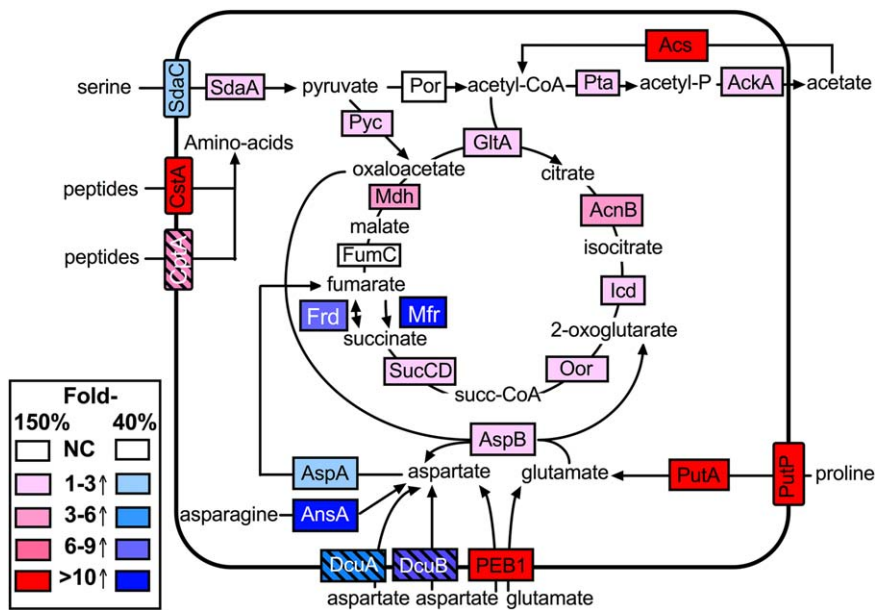 Acs
serine
SdaC
SdaA
pyruvate
Por
acetyl-CoA
Pta
acetyl-P
AckA
acetate
Pyc
Amino-acids
GltA
oxaloacetate
citrate
peptides
CstA
Mdh
AcnB
malate
isocitrate
peptides
CptA
FumC
fumarate
Icd
Frd
Mfr
2-oxoglutarate
succinate
SucCD
Oor
succ-CoA
Fold-
150% 40%
NC
1-3↑
3-6↑
6-9↑
>10↑
AspB
AspA
aspartate
glutamate
PutA
PutP
proline
asparagine
AnsA
DcuA
DcuB
PEB1
aspartate aspartate glutamate